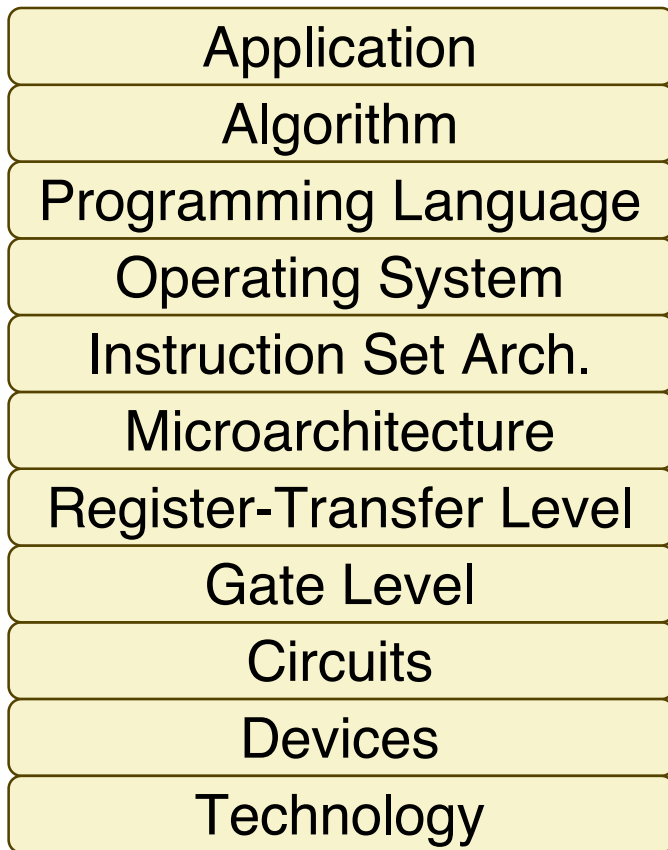 Application
Algorithm
Programming Language
Operating System
Instruction Set Arch.
Microarchitecture
Register-Transfer Level
Gate Level
Circuits
Devices
Technology